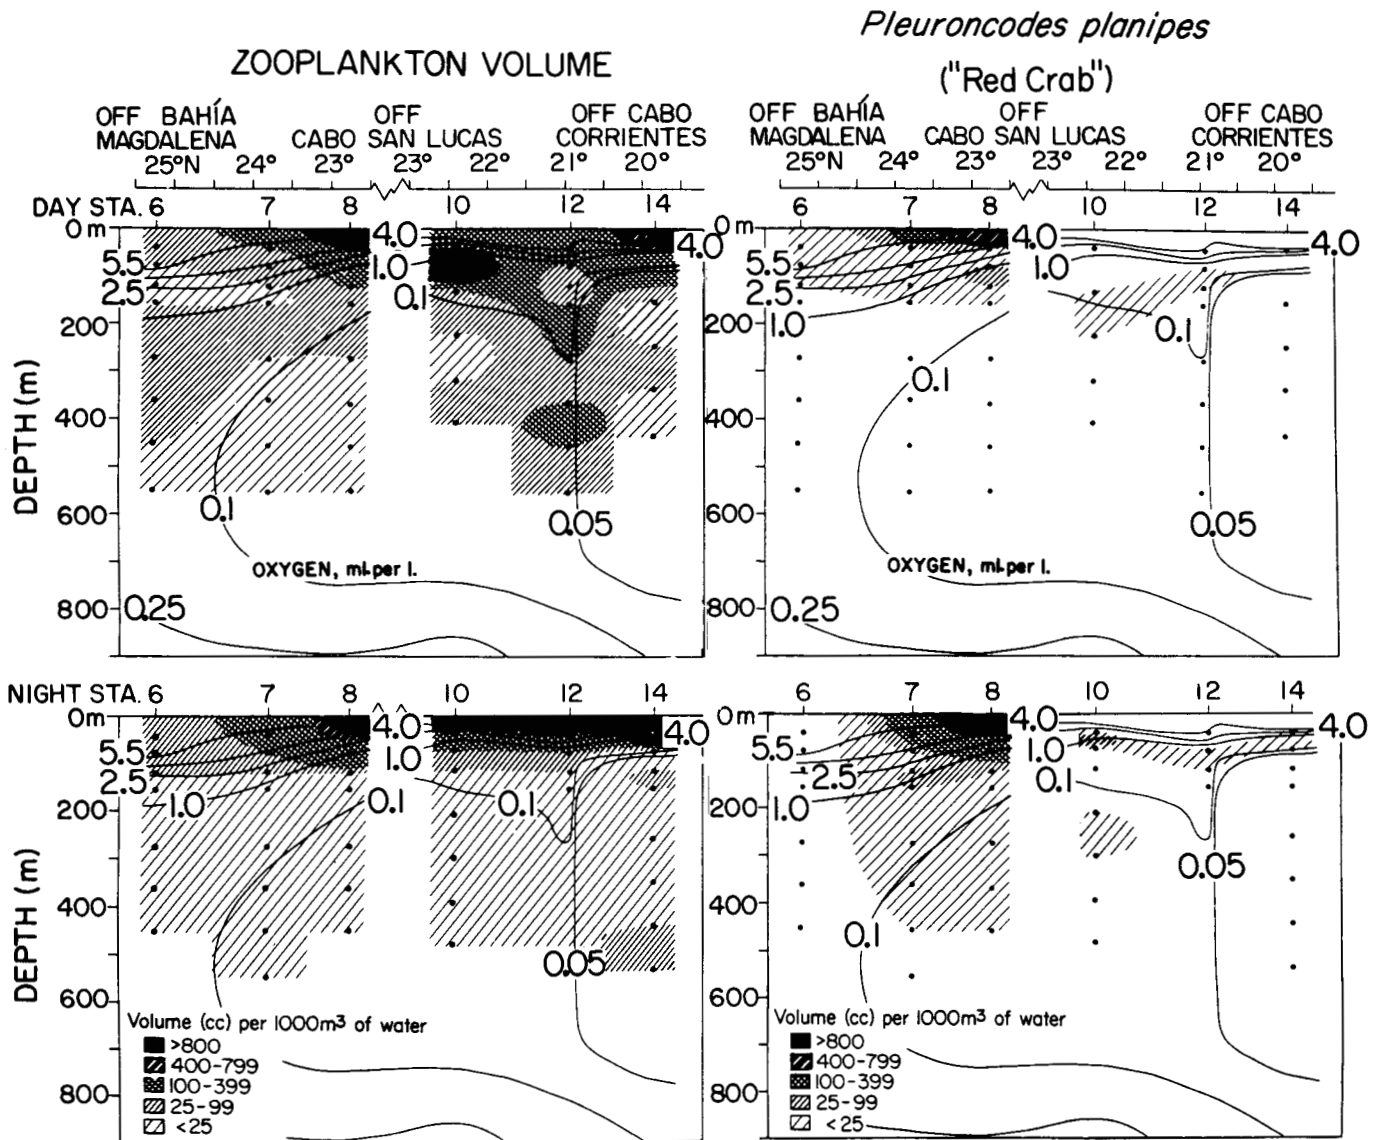 Pleuroncodes planipes
ZOOPLANKTON VOLUME
("Red Crab")
OFF BAHÍA MAGDALENA
OFF CABO SAN LUCAS
OFF CABO CORRIENTES
25°N 24° 23° 23° 22° 21° 20°
OFF BAHÍA MAGDALENA
OFF CABO SAN LUCAS
OFF CABO CORRIENTES
25°N 24° 23° 23° 22° 21° 20°
DAY STA. 6 7 8 10 12 14
0m
200
400
600
800
DEPTH (m)
5.5
2.5
4.0
1.0
0.1
4.0
0.1
0.05
OXYGEN, ml. per l.
0.25
6 7 8 10 12 14
0m
200
400
600
800
5.5
2.5
1.0
4.0
1.0
0.1
4.0
0.1
0.05
OXYGEN, ml. per l.
0.25
NIGHT STA. 6 7 8 10 12 14
0m
200
400
600
800
DEPTH (m)
5.5
2.5
1.0
4.0
1.0
0.1
0.1
4.0
0.05
Volume (cc) per 1000m³ of water
>800
400-799
100-399
25-99
<25
6 7 8 10 12 14
0m
200
400
600
800
5.5
2.5
1.0
4.0
1.0
0.1
4.0
0.1
0.05
Volume (cc) per 1000m³ of water
>800
400-799
100-399
25-99
<25